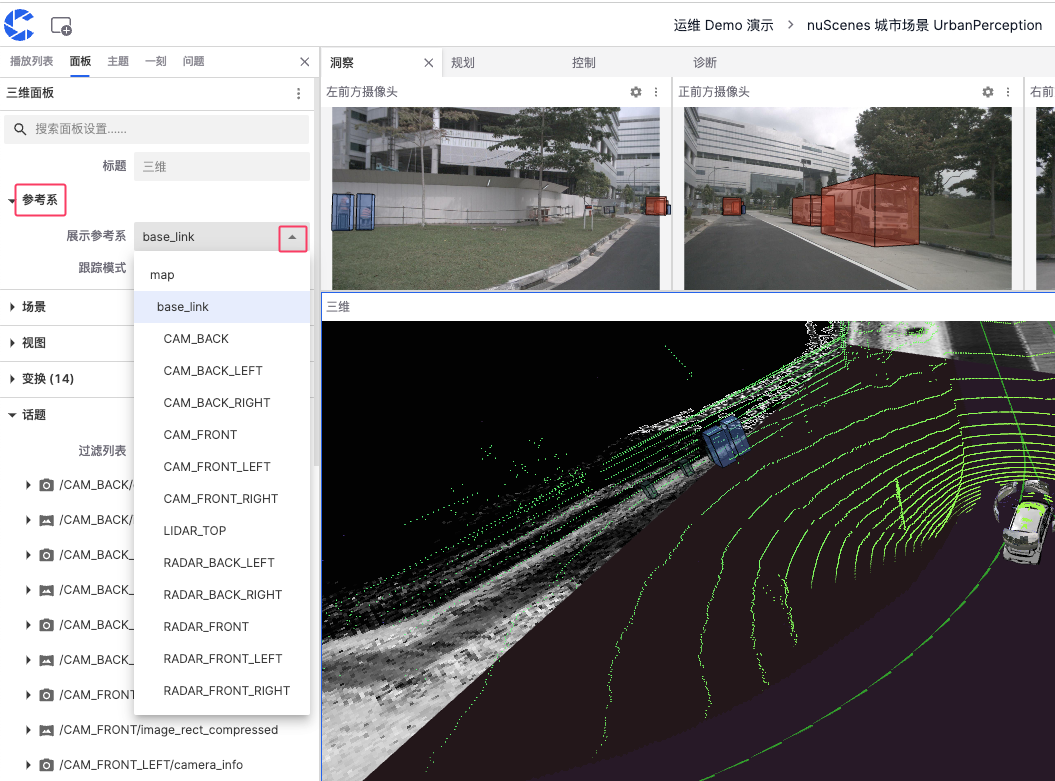 运维 Demo 演示 > nuScenes 城市场景 UrbanPerception
播放列表 面板 主题 一刻 问题
洞察 规划 控制 诊断
三维面板
搜索面板设置......
标题 三维
参考系
展示参考系 base_link
跟踪模式
map
base_link
CAM_BACK
CAM_BACK_LEFT
CAM_BACK_RIGHT
CAM_FRONT
CAM_FRONT_LEFT
CAM_FRONT_RIGHT
LIDAR_TOP
RADAR_BACK_LEFT
RADAR_BACK_RIGHT
RADAR_FRONT
RADAR_FRONT_LEFT
RADAR_FRONT_RIGHT
场景
视图
变换 (14)
话题
过滤列表
/CAM_BACK/
/CAM_BACK/
/CAM_BACK_
/CAM_BACK_
/CAM_BACK_
/CAM_BACK_
/CAM_FRONT
/CAM_FRONT/image_rect_compressed
/CAM_FRONT_LEFT/camera_info
左前方摄像头
正前方摄像头
右前
三维